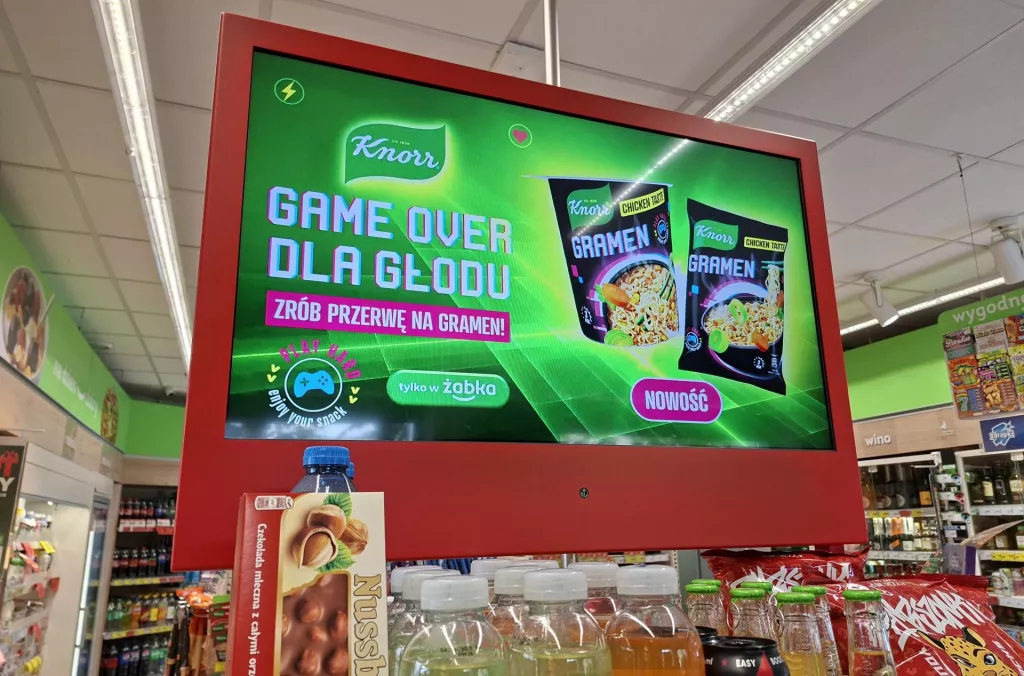 Knorr
GAME OVER
DLA GŁODU
ZRÓB PRZERWĘ NA GRAMEN!
PLAY HARD
enjoy your snack
tylko w żabka
Knorr
CHICKEN TASTE
GRAMEN
Knorr
CHICKEN TASTE
GRAMEN
NOWOŚĆ
wygodne
wino
Czekolada mleczna z całymi orz
Nussb
EASY